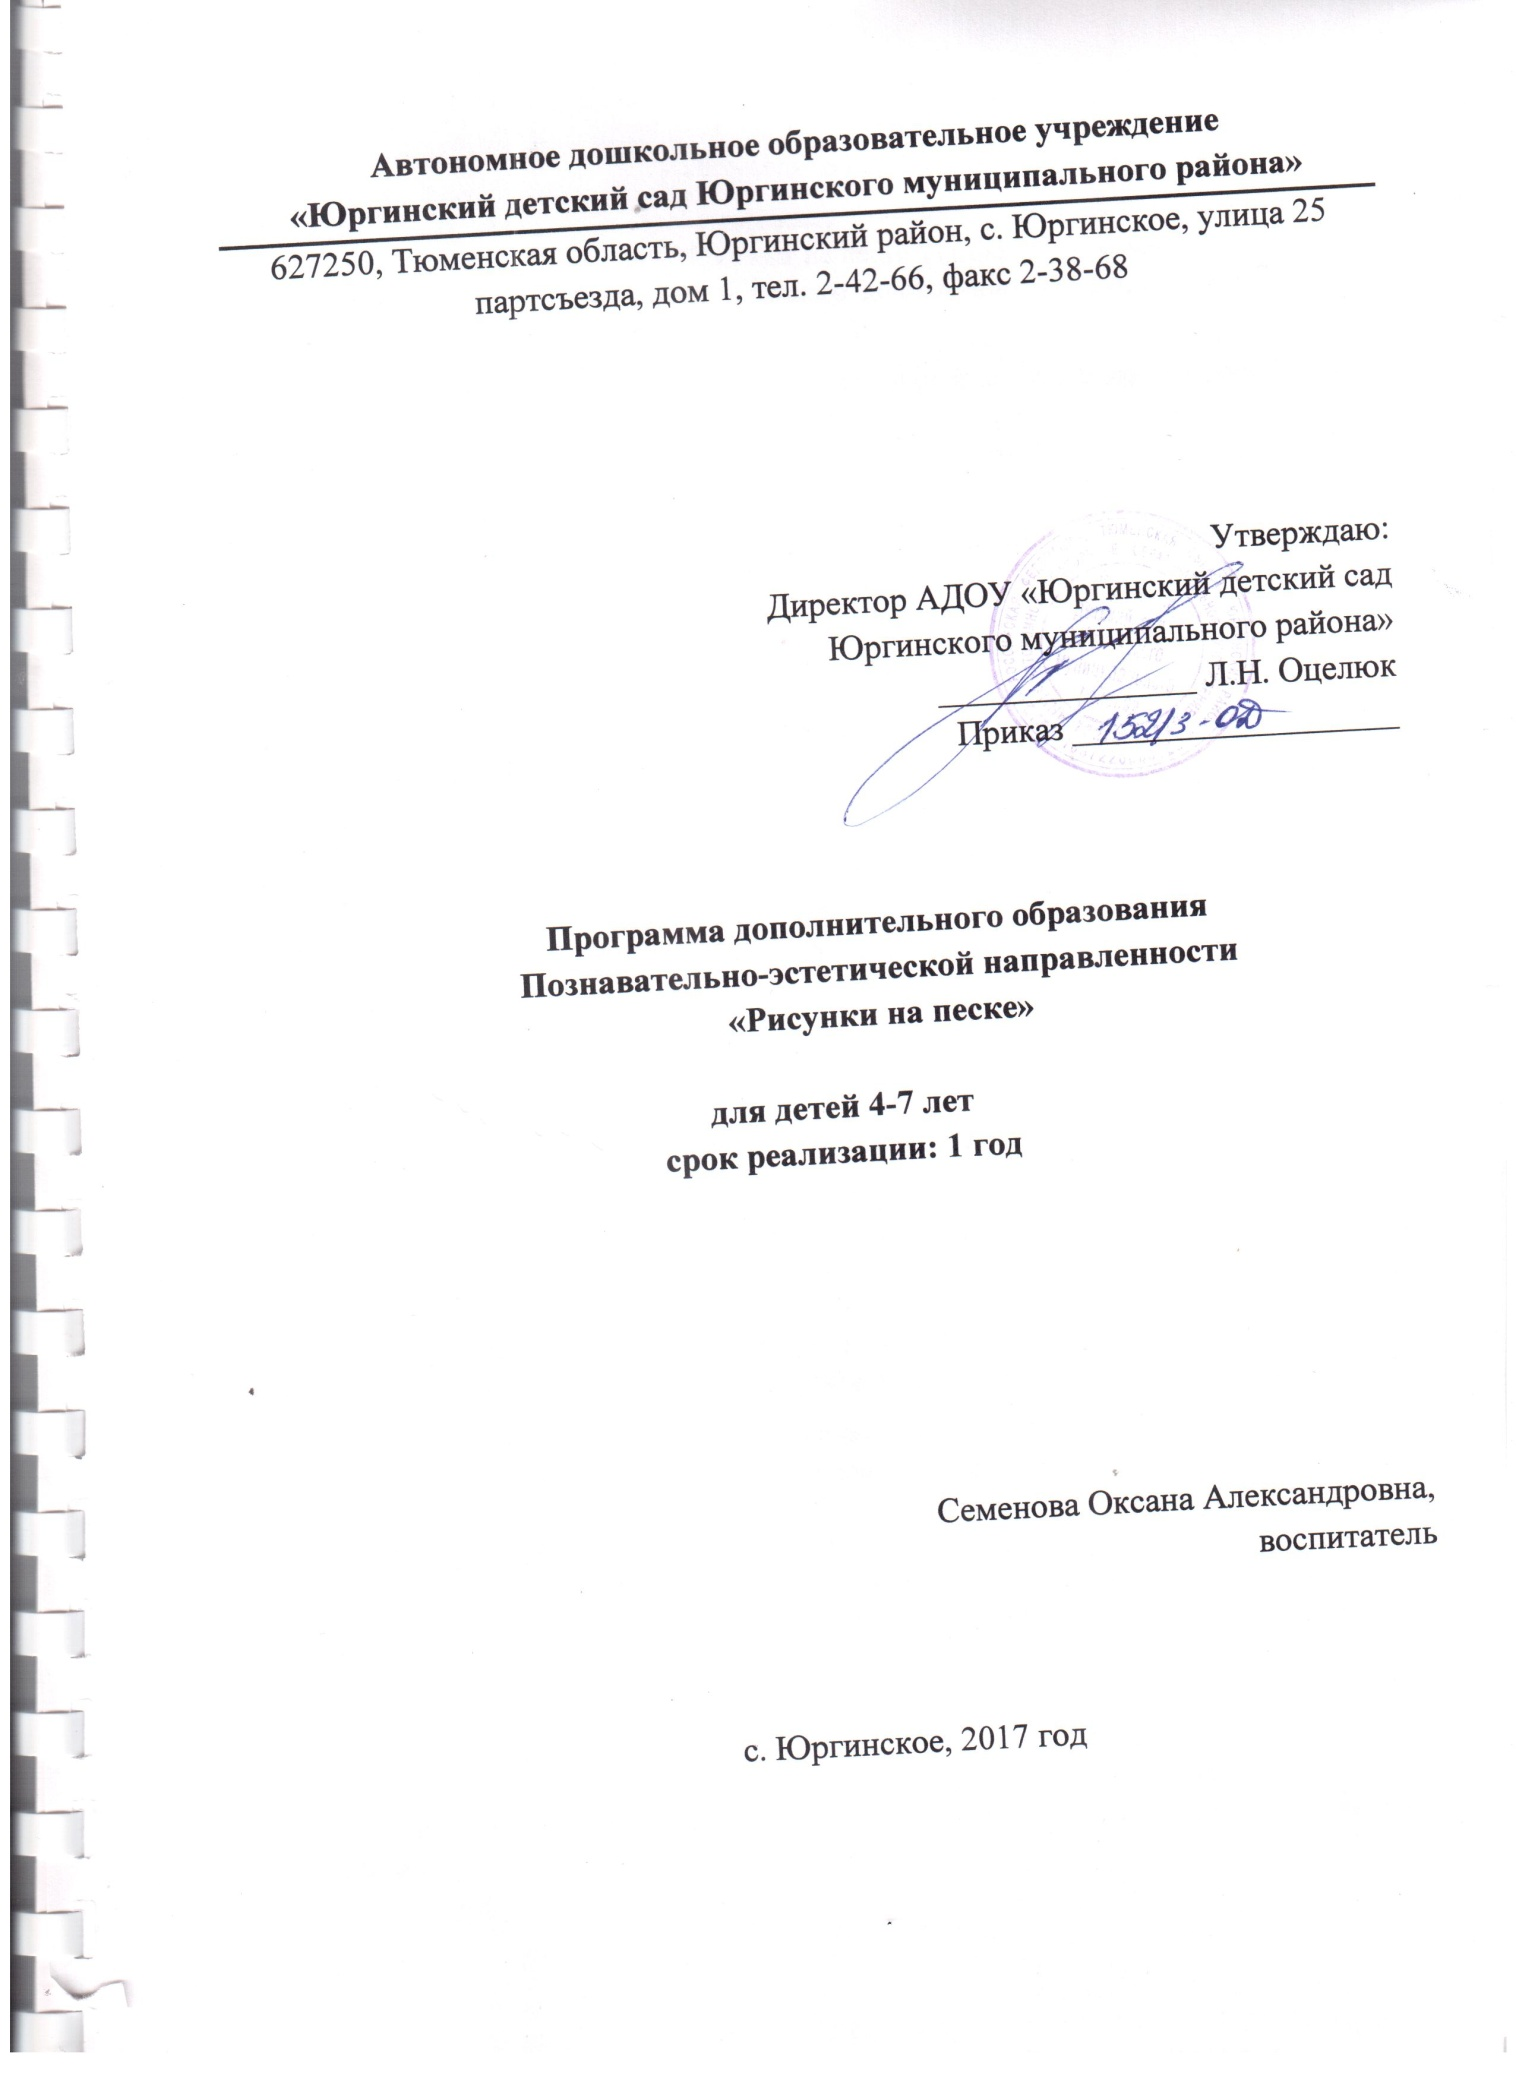 Автономное дошкольное образовательное учреждение
«Юргинский детский сад Юргинского муниципального района»
627250, Тюменская область, Юргинский район, с. Юргинское, улица 25
партсъезда, дом 1, тел. 2-42-66, факс 2-38-68
Утверждаю:
Директор АДОУ «Юргинский детский сад
Юргинского муниципального района»
Л.Н. Оцелюк
Приказ 152/3-ОД
Программа дополнительного образования
Познавательно-эстетической направленности
«Рисунки на песке»
для детей 4-7 лет
срок реализации: 1 год
Семенова Оксана Александровна,
воспитатель
с. Юргинское, 2017 год